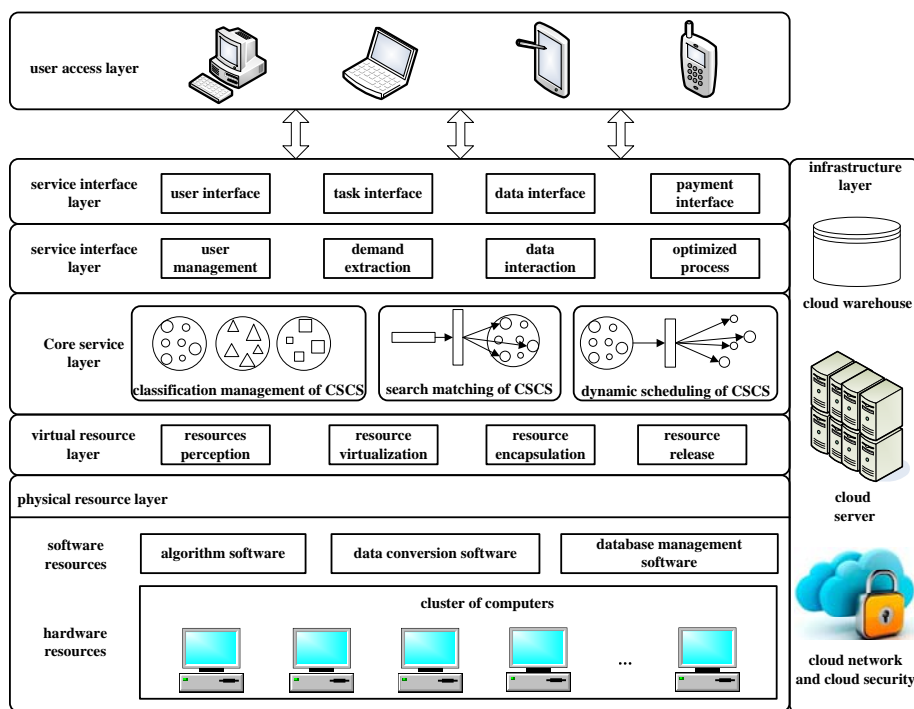 user access layer
service interface
layer
user interface
task interface
data interface
payment
interface
service interface
layer
user
management
demand
extraction
data
interaction
optimized
process
Core service
layer
classification management of CSCS
search matching of CSCS
dynamic scheduling of CSCS
virtual resource
layer
resources
perception
resource
virtualization
resource
encapsulation
resource
release
physical resource layer
software
resources
algorithm software
data conversion software
database management
software
hardware
resources
cluster of computers
...
infrastructure
layer
cloud warehouse
cloud
server
cloud network
and cloud security